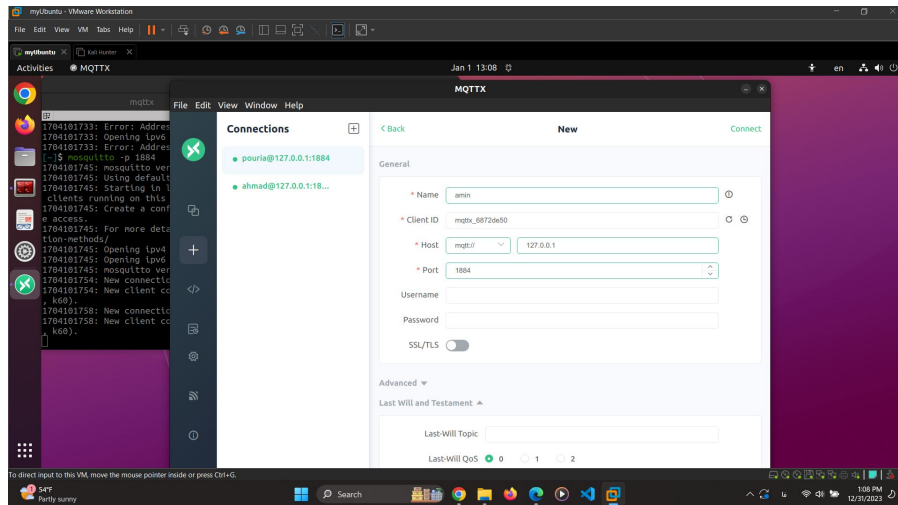 myUbuntu - VMware Workstation
File Edit View VM Tabs Help
myUbuntu
Kali Hunter
Activities
MQTTX
Jan 1 13:08
en
mqttx
1704101733: Error: Addres
1704101733: Opening ipv6
1704101733: Error: Addres
[~]$ mosquitto -p 1884
1704101745: mosquitto ver
1704101745: Using default
1704101745: Starting in l
clients running on this
1704101745: Create a conf
e access.
1704101745: For more deta
tion-methods/
1704101745: Opening ipv4
1704101745: Opening ipv6
1704101745: mosquitto ver
1704101754: New connectio
1704101754: New client co
, k60).
1704101758: New connectio
1704101758: New client co
, k60).
MQTTX
File Edit View Window Help
Connections
pouria@127.0.0.1:1884
ahmad@127.0.0.1:18...
< Back
New
Connect
General
* Name
amin
* Client ID
mqttx_6872de50
* Host
mqtt://
127.0.0.1
* Port
1884
Username
Password
SSL/TLS
Advanced
Last Will and Testament
Last-Will Topic
Last-Will QoS
0
1
2
To direct input to this VM, move the mouse pointer inside or press Ctrl+G.
54°F
Partly sunny
Search
1:08 PM
12/31/2023